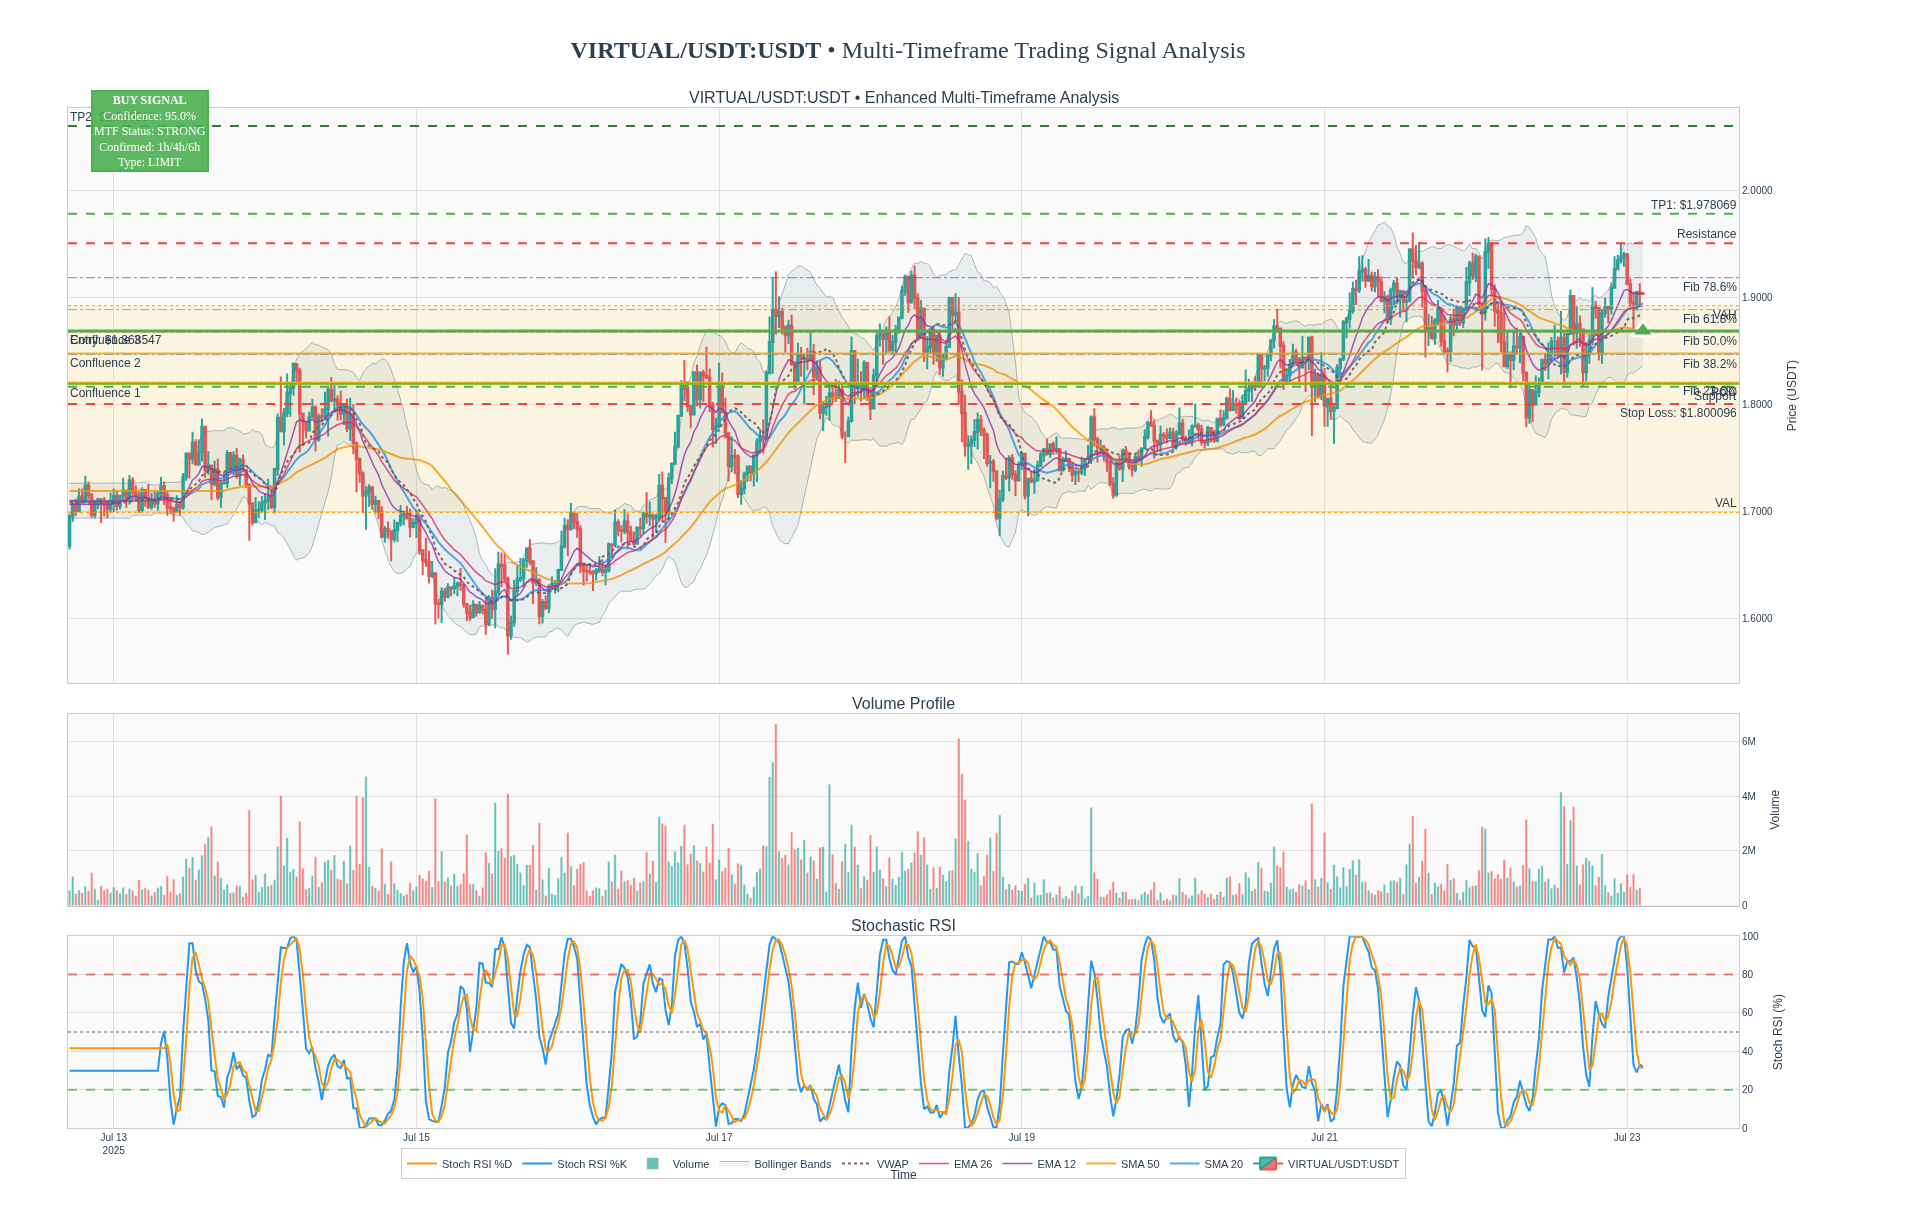 VIRTUAL/USDT:USDT • Multi-Timeframe Trading Signal Analysis
VIRTUAL/USDT:USDT • Enhanced Multi-Timeframe Analysis
BUY SIGNAL
Confidence: 95.0%
MTF Status: STRONG
Confirmed: 1h/4h/6h
Type: LIMIT
TP2
2.0000
TP1: $1.978069
Resistance
Fib 78.6%
1.9000
VAH
Fib 61.8%
Fib 50.0%
Confluence 2
Fib 38.2%
Confluence 1
Support
1.8000
Stop Loss: $1.800096
VAL
1.7000
1.6000
Price (USDT)
Volume Profile
6M
4M
2M
0
Volume
Stochastic RSI
100
80
60
40
20
0
Stoch RSI (%)
Jul 13
2025
Jul 15
Jul 17
Jul 19
Jul 21
Jul 23
Stoch RSI %D
Stoch RSI %K
Volume
Bollinger Bands
VWAP
EMA 26
EMA 12
SMA 50
SMA 20
VIRTUAL/USDT:USDT
Time